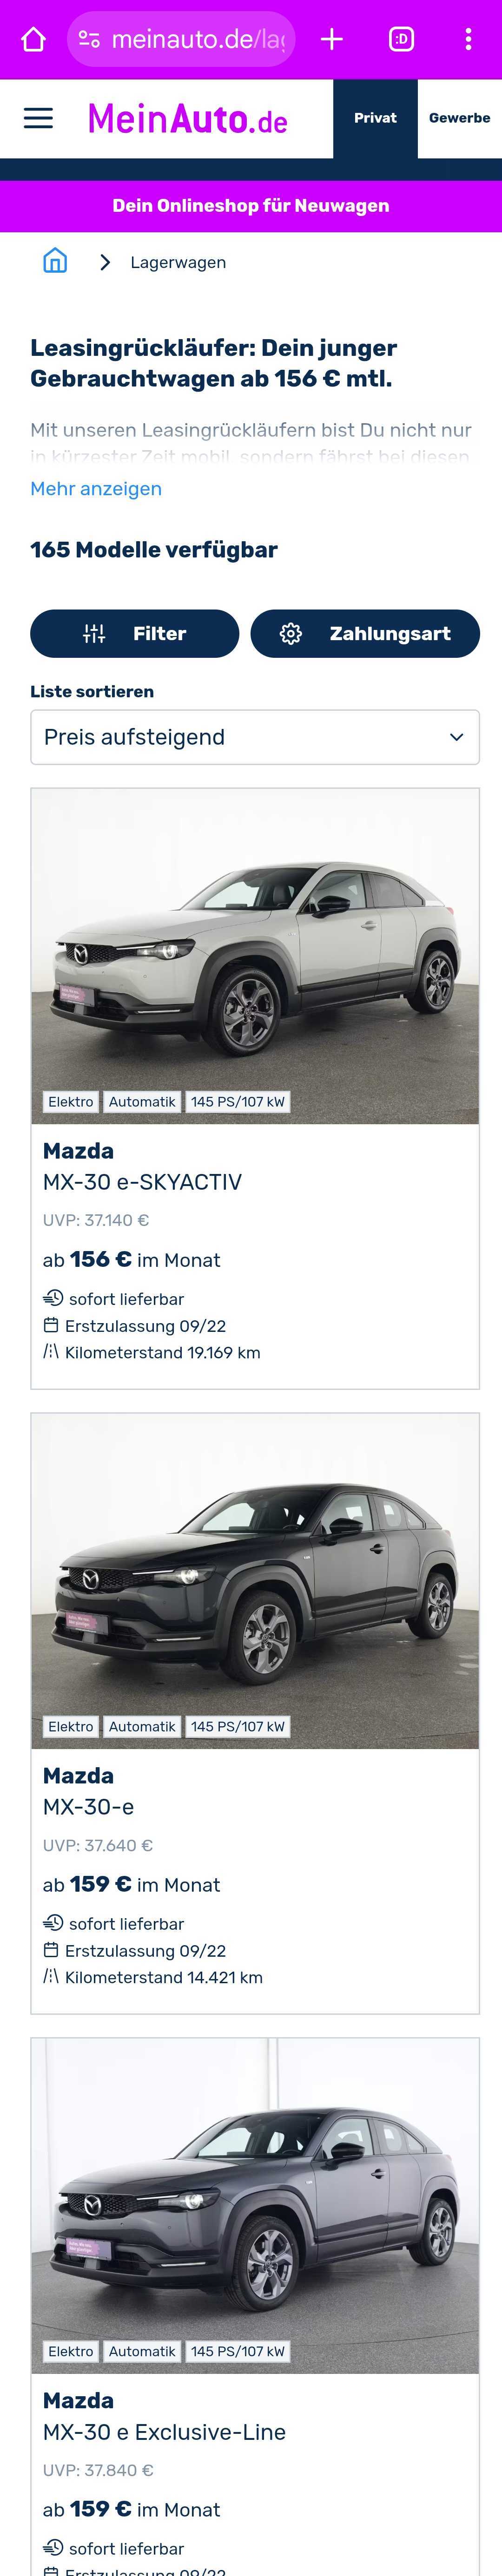 meinauto.de/lag
:D
MeinAuto.de
Privat
Gewerbe
Dein Onlineshop für Neuwagen
Lagerwagen
Leasingrückläufer: Dein junger
Gebrauchtwagen ab 156 € mtl.
Mit unseren Leasingrückläufern bist Du nicht nur
in kürzester Zeit mobil, sondern fährst bei diesen
Mehr anzeigen
165 Modelle verfügbar
Filter
Zahlungsart
Liste sortieren
Preis aufsteigend
Elektro
Automatik
145 PS/107 kW
Mazda
MX-30 e-SKYACTIV
UVP: 37.140 €
ab 156 € im Monat
sofort lieferbar
Erstzulassung 09/22
Kilometerstand 19.169 km
Elektro
Automatik
145 PS/107 kW
Mazda
MX-30-e
UVP: 37.640 €
ab 159 € im Monat
sofort lieferbar
Erstzulassung 09/22
Kilometerstand 14.421 km
Elektro
Automatik
145 PS/107 kW
Mazda
MX-30 e Exclusive-Line
UVP: 37.840 €
ab 159 € im Monat
sofort lieferbar
Erstzulassung 09/22